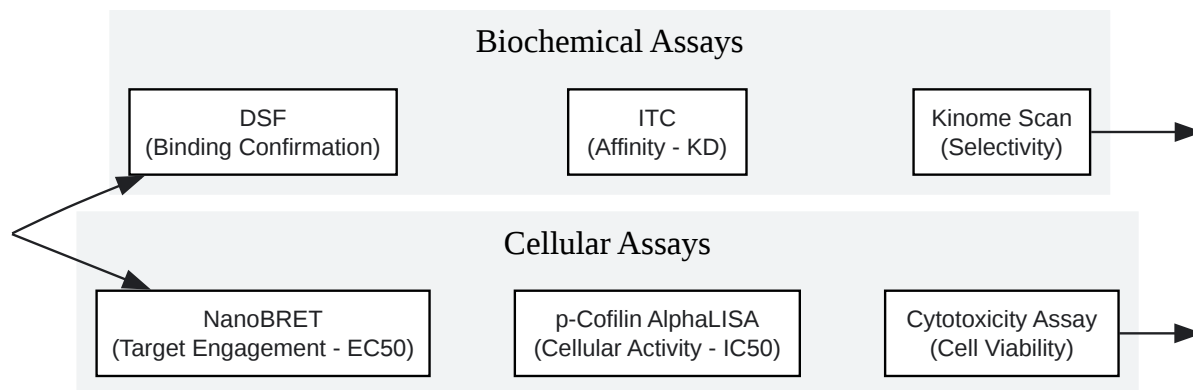 Biochemical Assays
DSF
(Binding Confirmation)
ITC
(Affinity - KD)
Kinome Scan
(Selectivity)
Cellular Assays
NanoBRET
(Target Engagement - EC50)
p-Cofilin AlphaLISA
(Cellular Activity - IC50)
Cytotoxicity Assay
(Cell Viability)